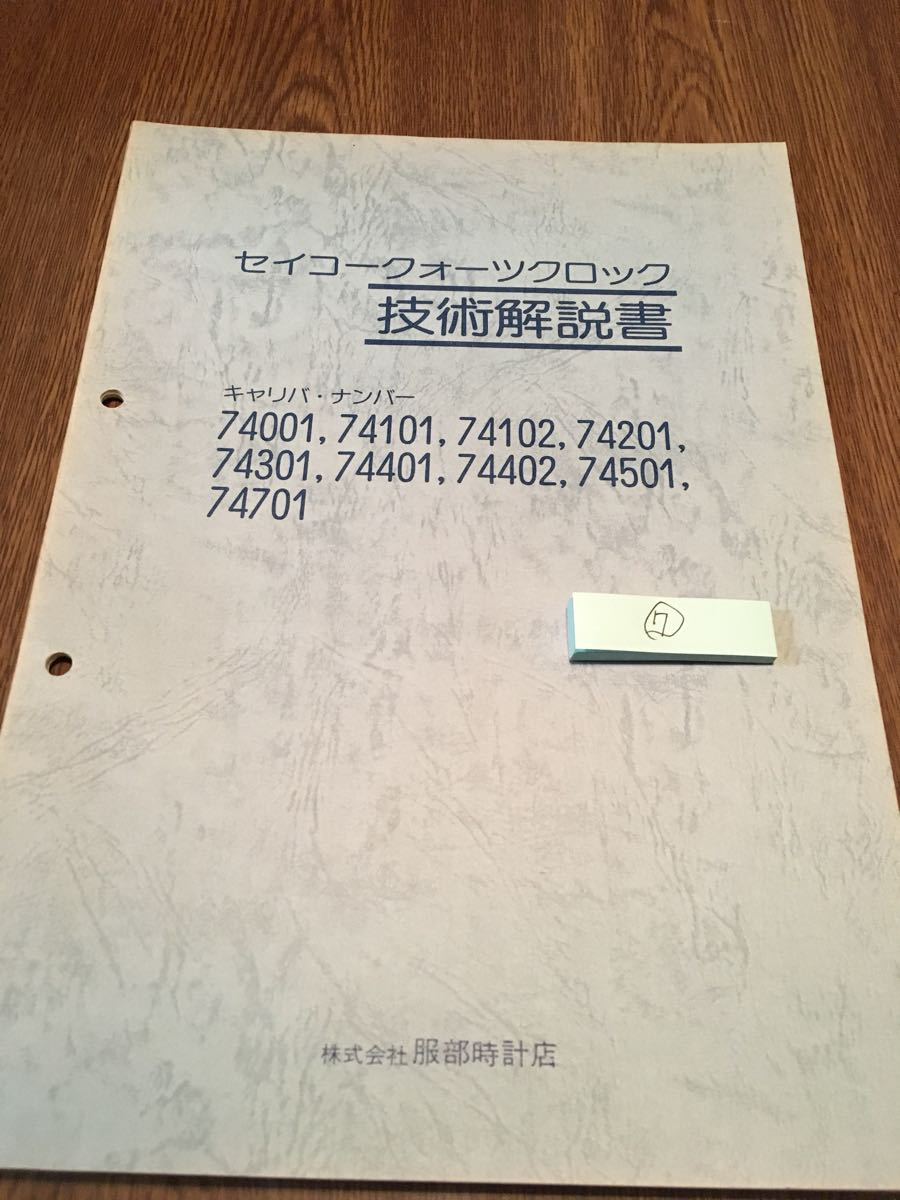 セイコークォーツクロック
技術解説書
キャリバ・ナンバー
74001, 74101, 74102, 74201,
74301, 74401, 74402, 74501,
74701
⑦
株式会社 服部時計店